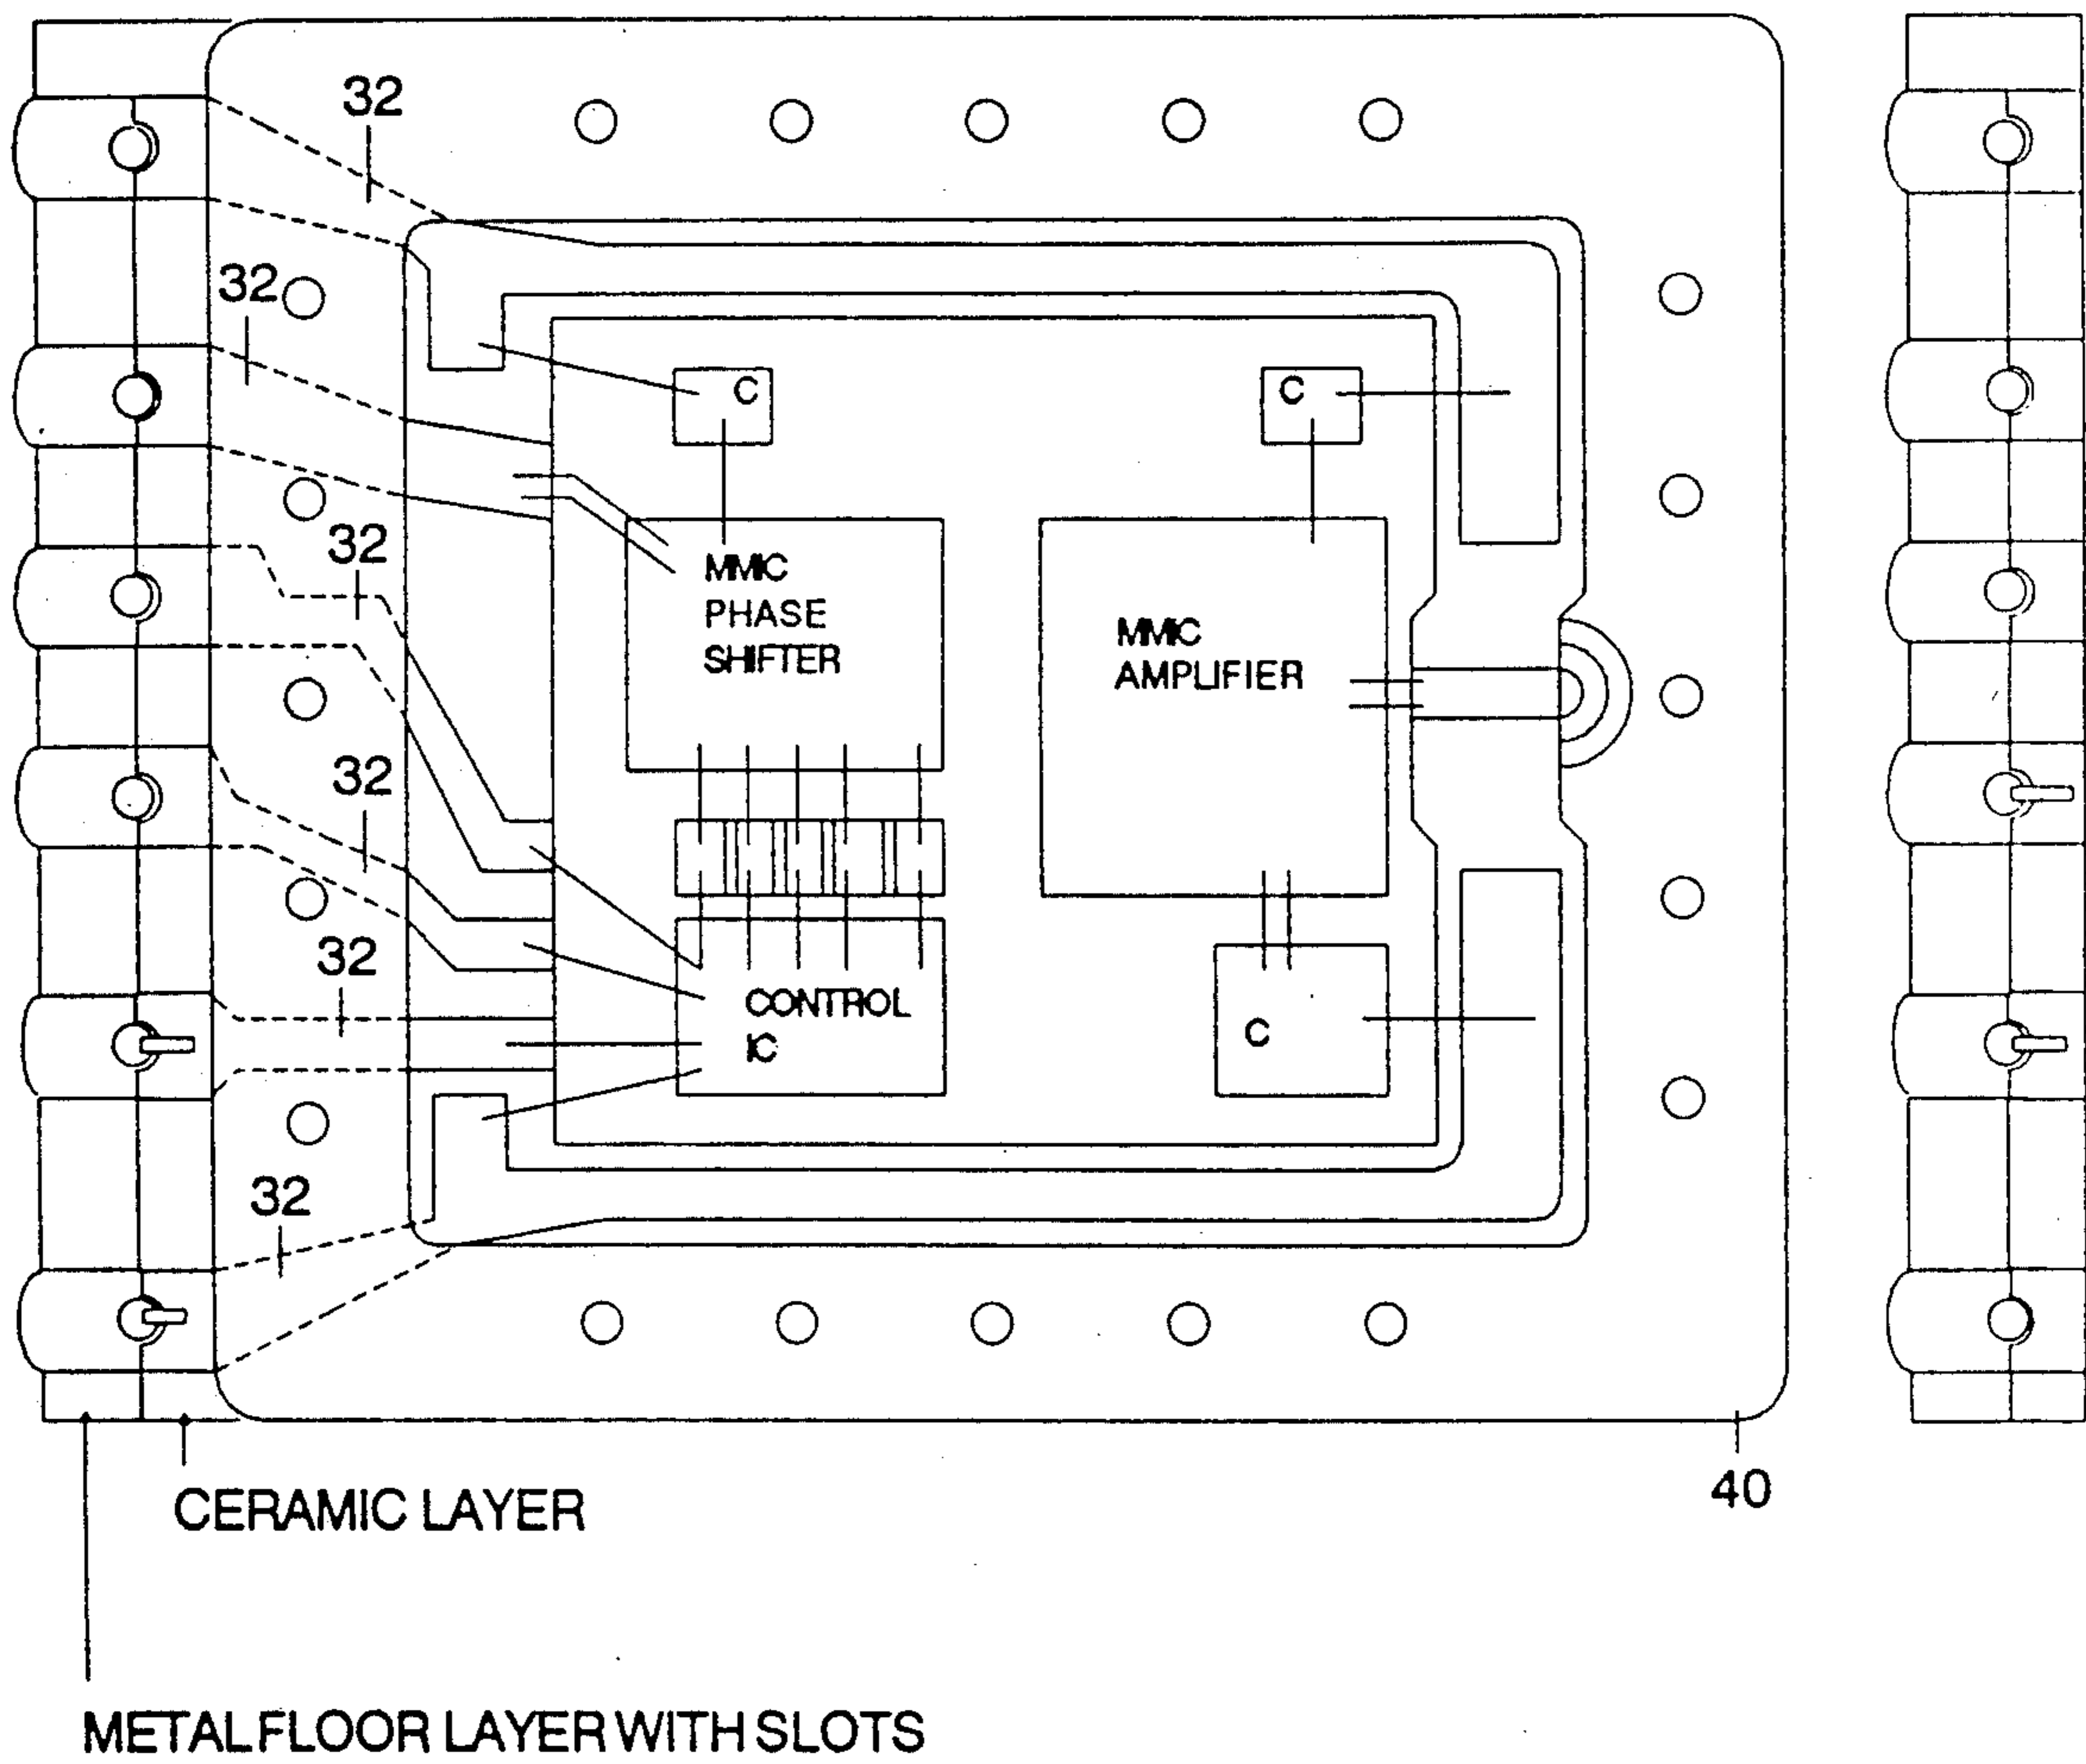 32
32
C
C
32
MMIC
PHASE
SHIFTER
MMIC
AMPLIFIER
32
32
CONTROL
IC
C
32
40
CERAMIC LAYER
METAL FLOOR LAYER WITH SLOTS